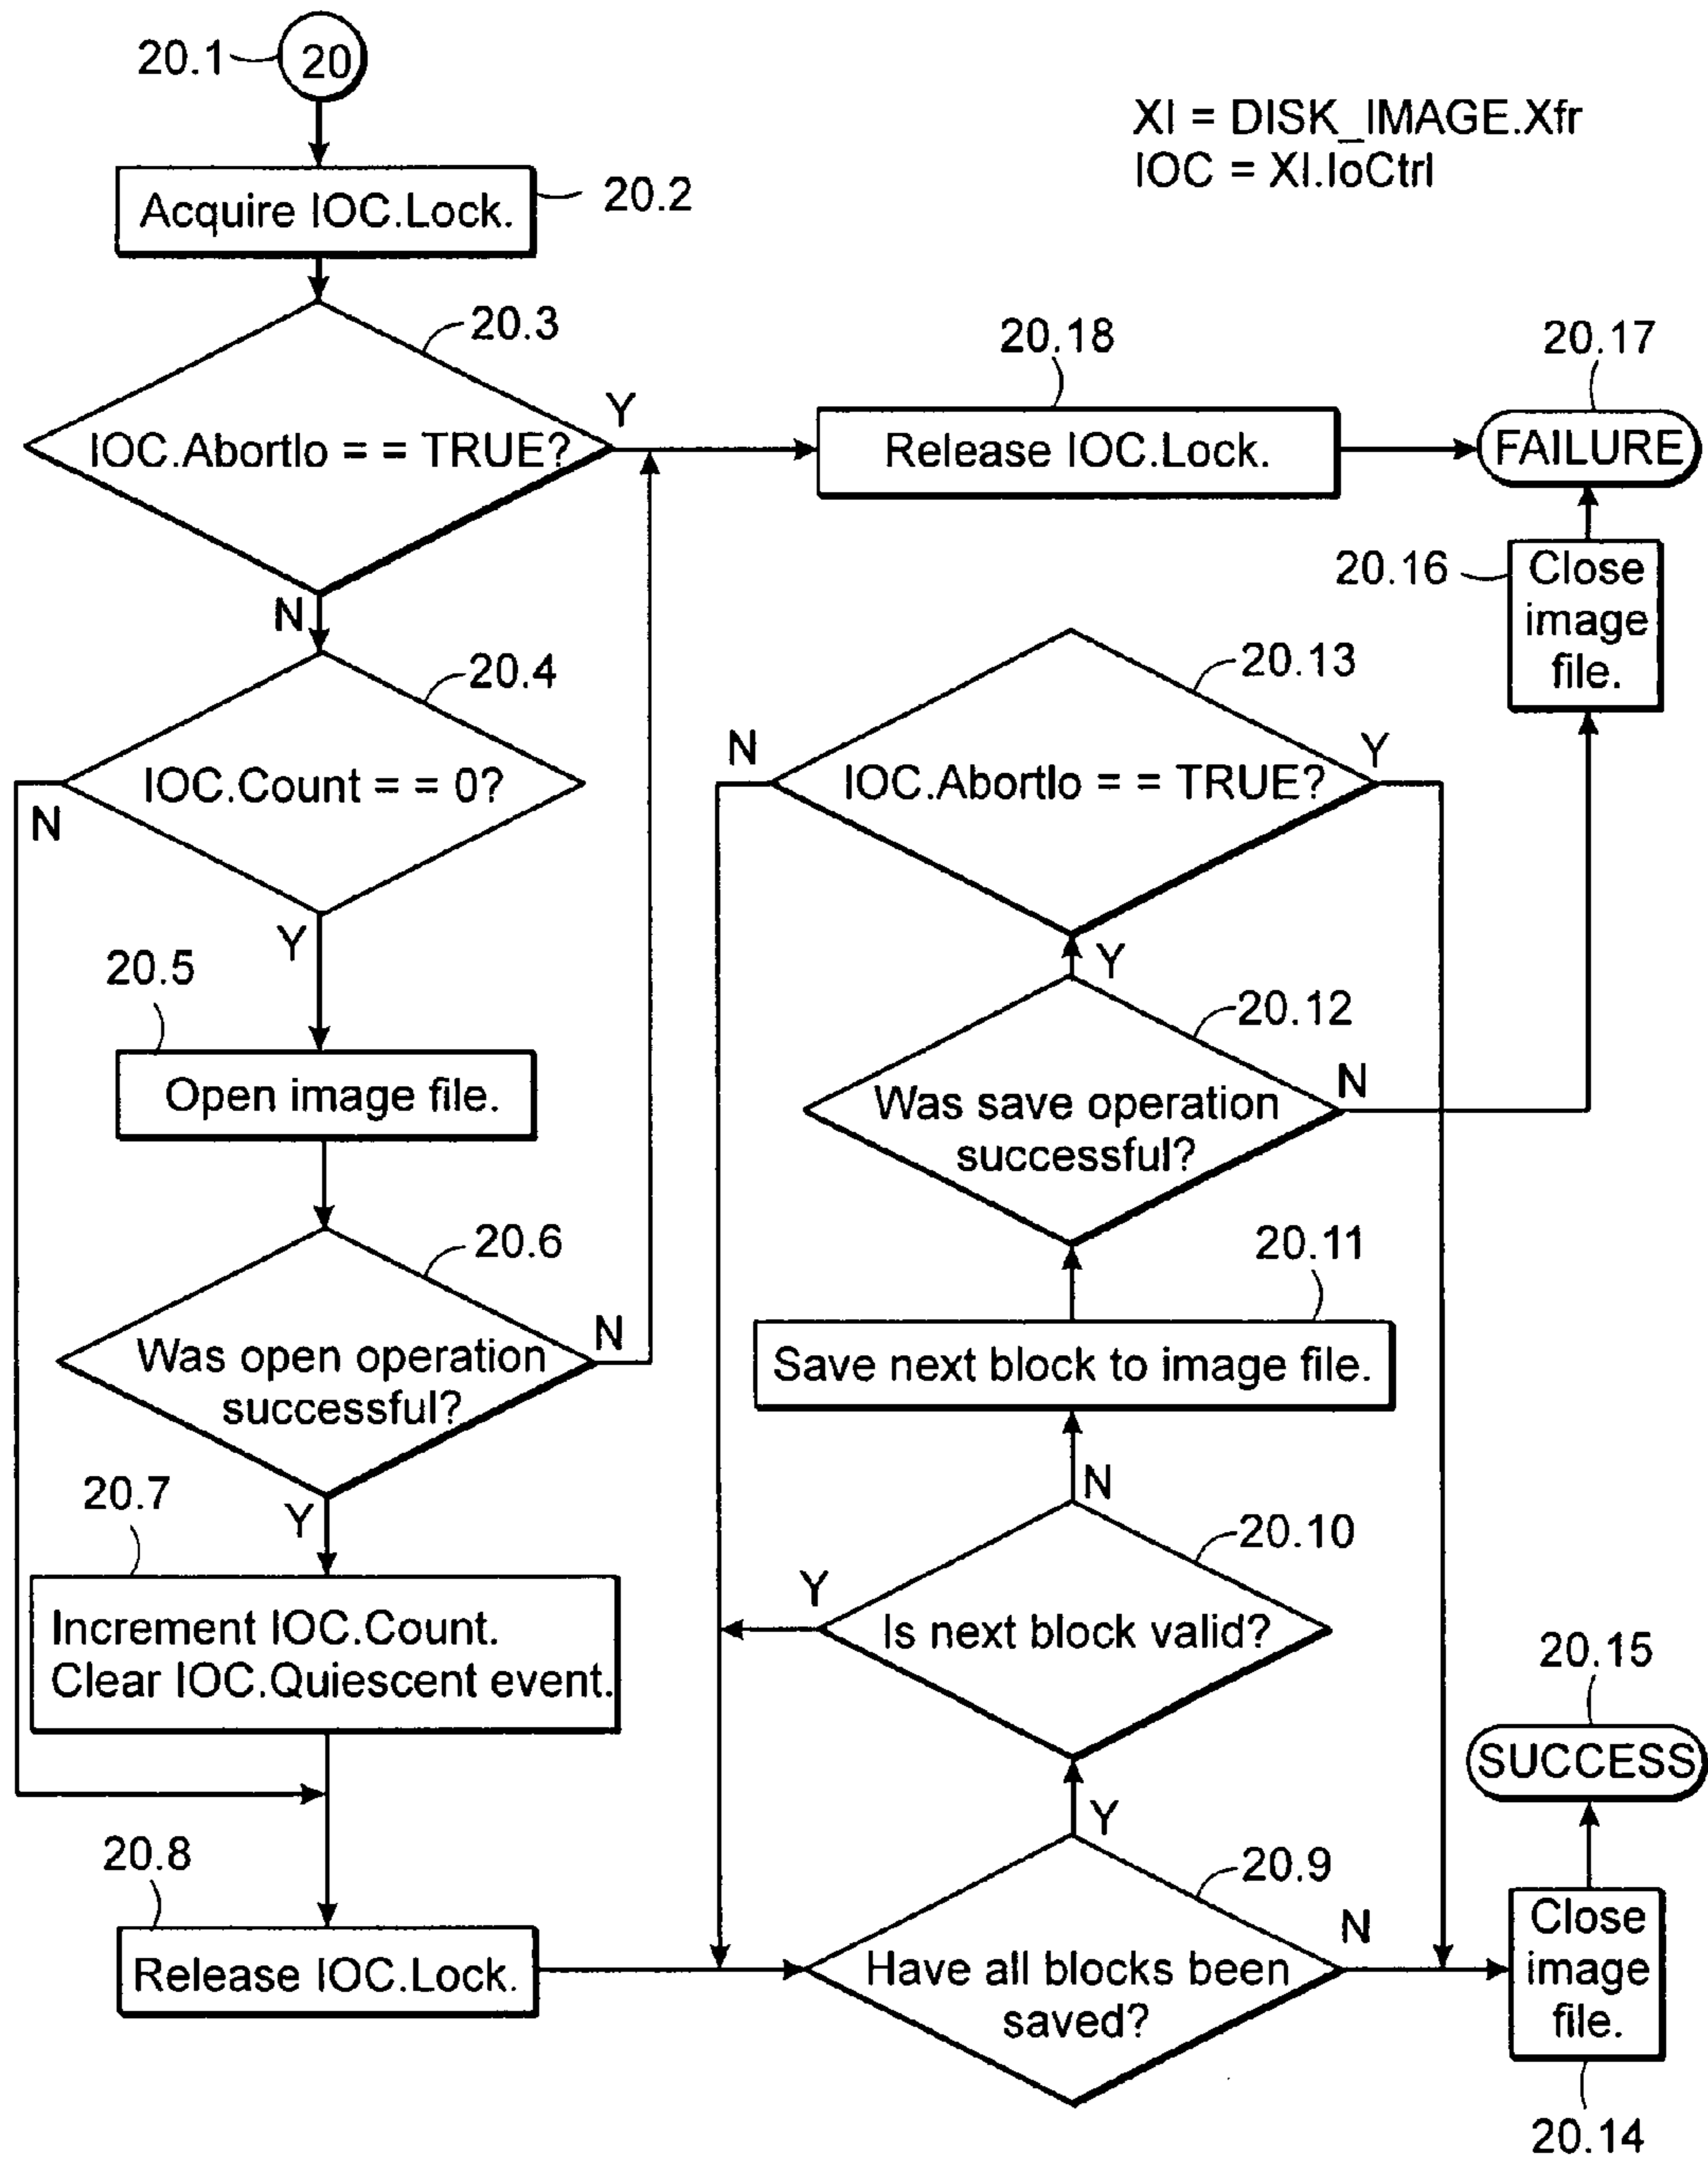 20.1
20
XI = DISK_IMAGE.Xfr
IOC = XI.IoCtrl
Acquire IOC.Lock.
20.2
20.3
IOC.AbortIo = = TRUE?
Y
N
20.18
Release IOC.Lock.
20.17
FAILURE
20.16
Close
image
file.
20.4
IOC.Count = = 0?
N
Y
20.5
Open image file.
20.6
Was open operation
successful?
N
Y
20.7
Increment IOC.Count.
Clear IOC.Quiescent event.
20.8
Release IOC.Lock.
20.13
N
IOC.AbortIo = = TRUE?
Y
Y
20.12
Was save operation
successful?
N
20.11
Save next block to image file.
N
20.10
Y
Is next block valid?
Y
20.9
Have all blocks been
saved?
N
20.15
SUCCESS
Close
image
file.
20.14